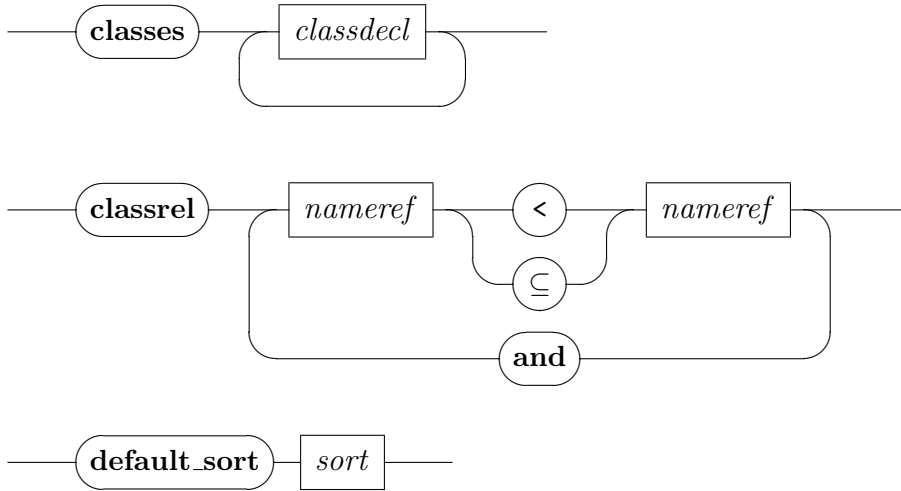 classes classdecl
classrel nameref < nameref
⊆
and
default_sort sort